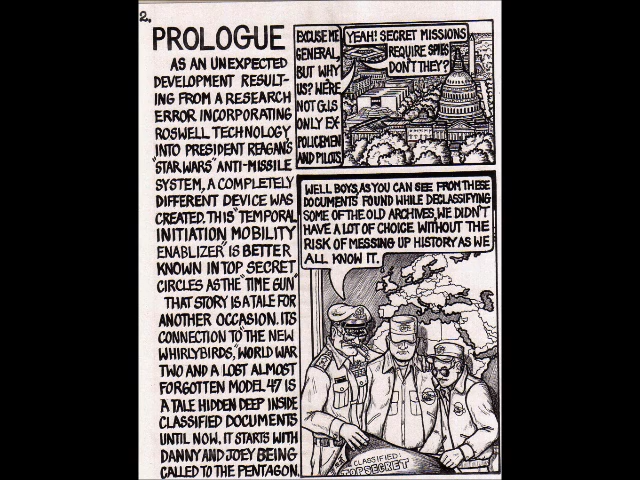 2.
PROLOGUE
AS AN UNEXPECTED
DEVELOPMENT RESULT-
ING FROM A RESEARCH
ERROR INCORPORATING
ROSWELL TECHNOLOGY
INTO PRESIDENT REAGAN'S
"STAR WARS" ANTI-MISSILE
SYSTEM, A COMPLETELY
DIFFERENT DEVICE WAS
CREATED. THIS "TEMPORAL
INITIATION MOBILITY
ENABLIZER" IS BETTER
KNOWN IN TOP SECRET
CIRCLES AS THE "TIME GUN"
THAT STORY IS A TALE FOR
ANOTHER OCCASION. ITS
CONNECTION TO "THE NEW
WHIRLYBIRDS," WORLD WAR
TWO AND A LOST ALMOST
FORGOTTEN MODEL 47 IS
A TALE HIDDEN DEEP INSIDE
CLASSIFIED DOCUMENTS
UNTIL NOW. IT STARTS WITH
DANNY AND JOEY BEING
CALLED TO THE PENTAGON.
EXCUSE ME
GENERAL,
BUT WHY
US? WE'RE
NOT G.I.S
ONLY EX-
POLICEMEN
AND PILOTS.
YEAH! SECRET MISSIONS
REQUIRE SPIES
DON'T THEY?
WELL BOYS, AS YOU CAN SEE FROM THESE
DOCUMENTS FOUND WHILE DECLASSIFYING
SOME OF THE OLD ARCHIVES, WE DIDN'T
HAVE A LOT OF CHOICE WITHOUT THE
RISK OF MESSING UP HISTORY AS WE
ALL KNOW IT.
CLASSIFIED:
TOP SECRET